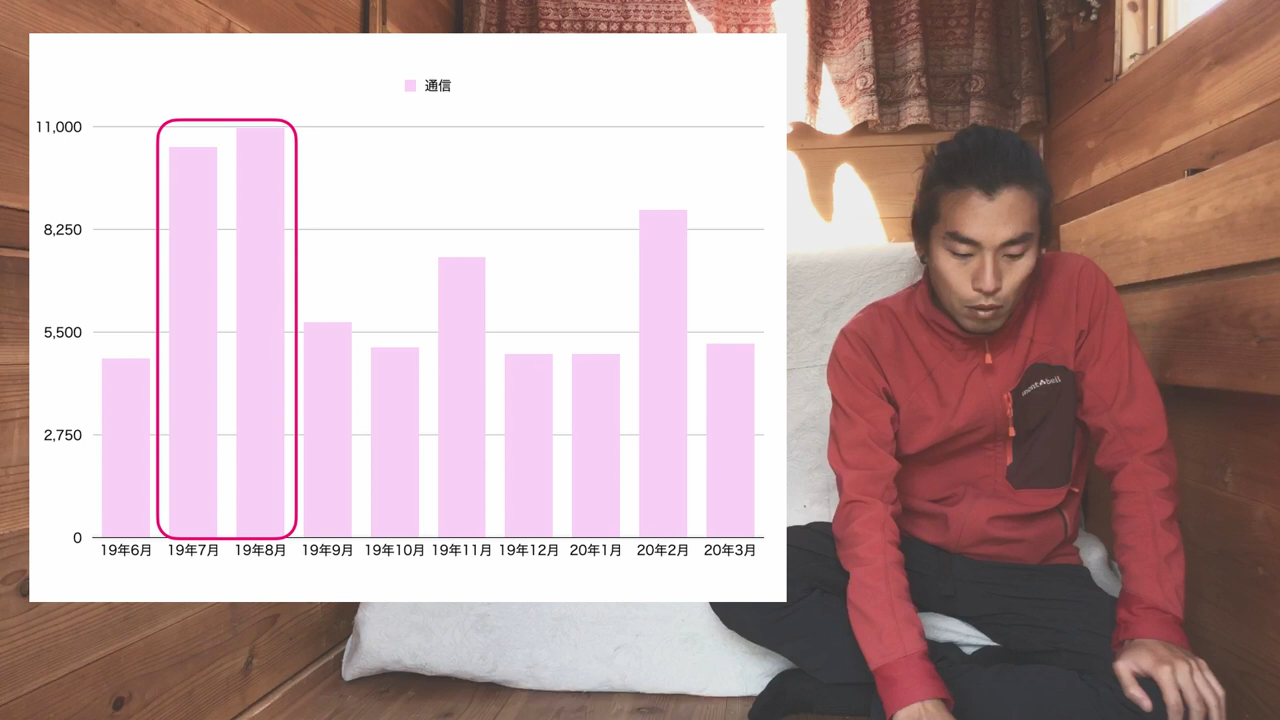 通信
11,000
8,250
5,500
2,750
0
19年6月 19年7月 19年8月 19年9月 19年10月 19年11月 19年12月 20年1月 20年2月 20年3月
mont-bell